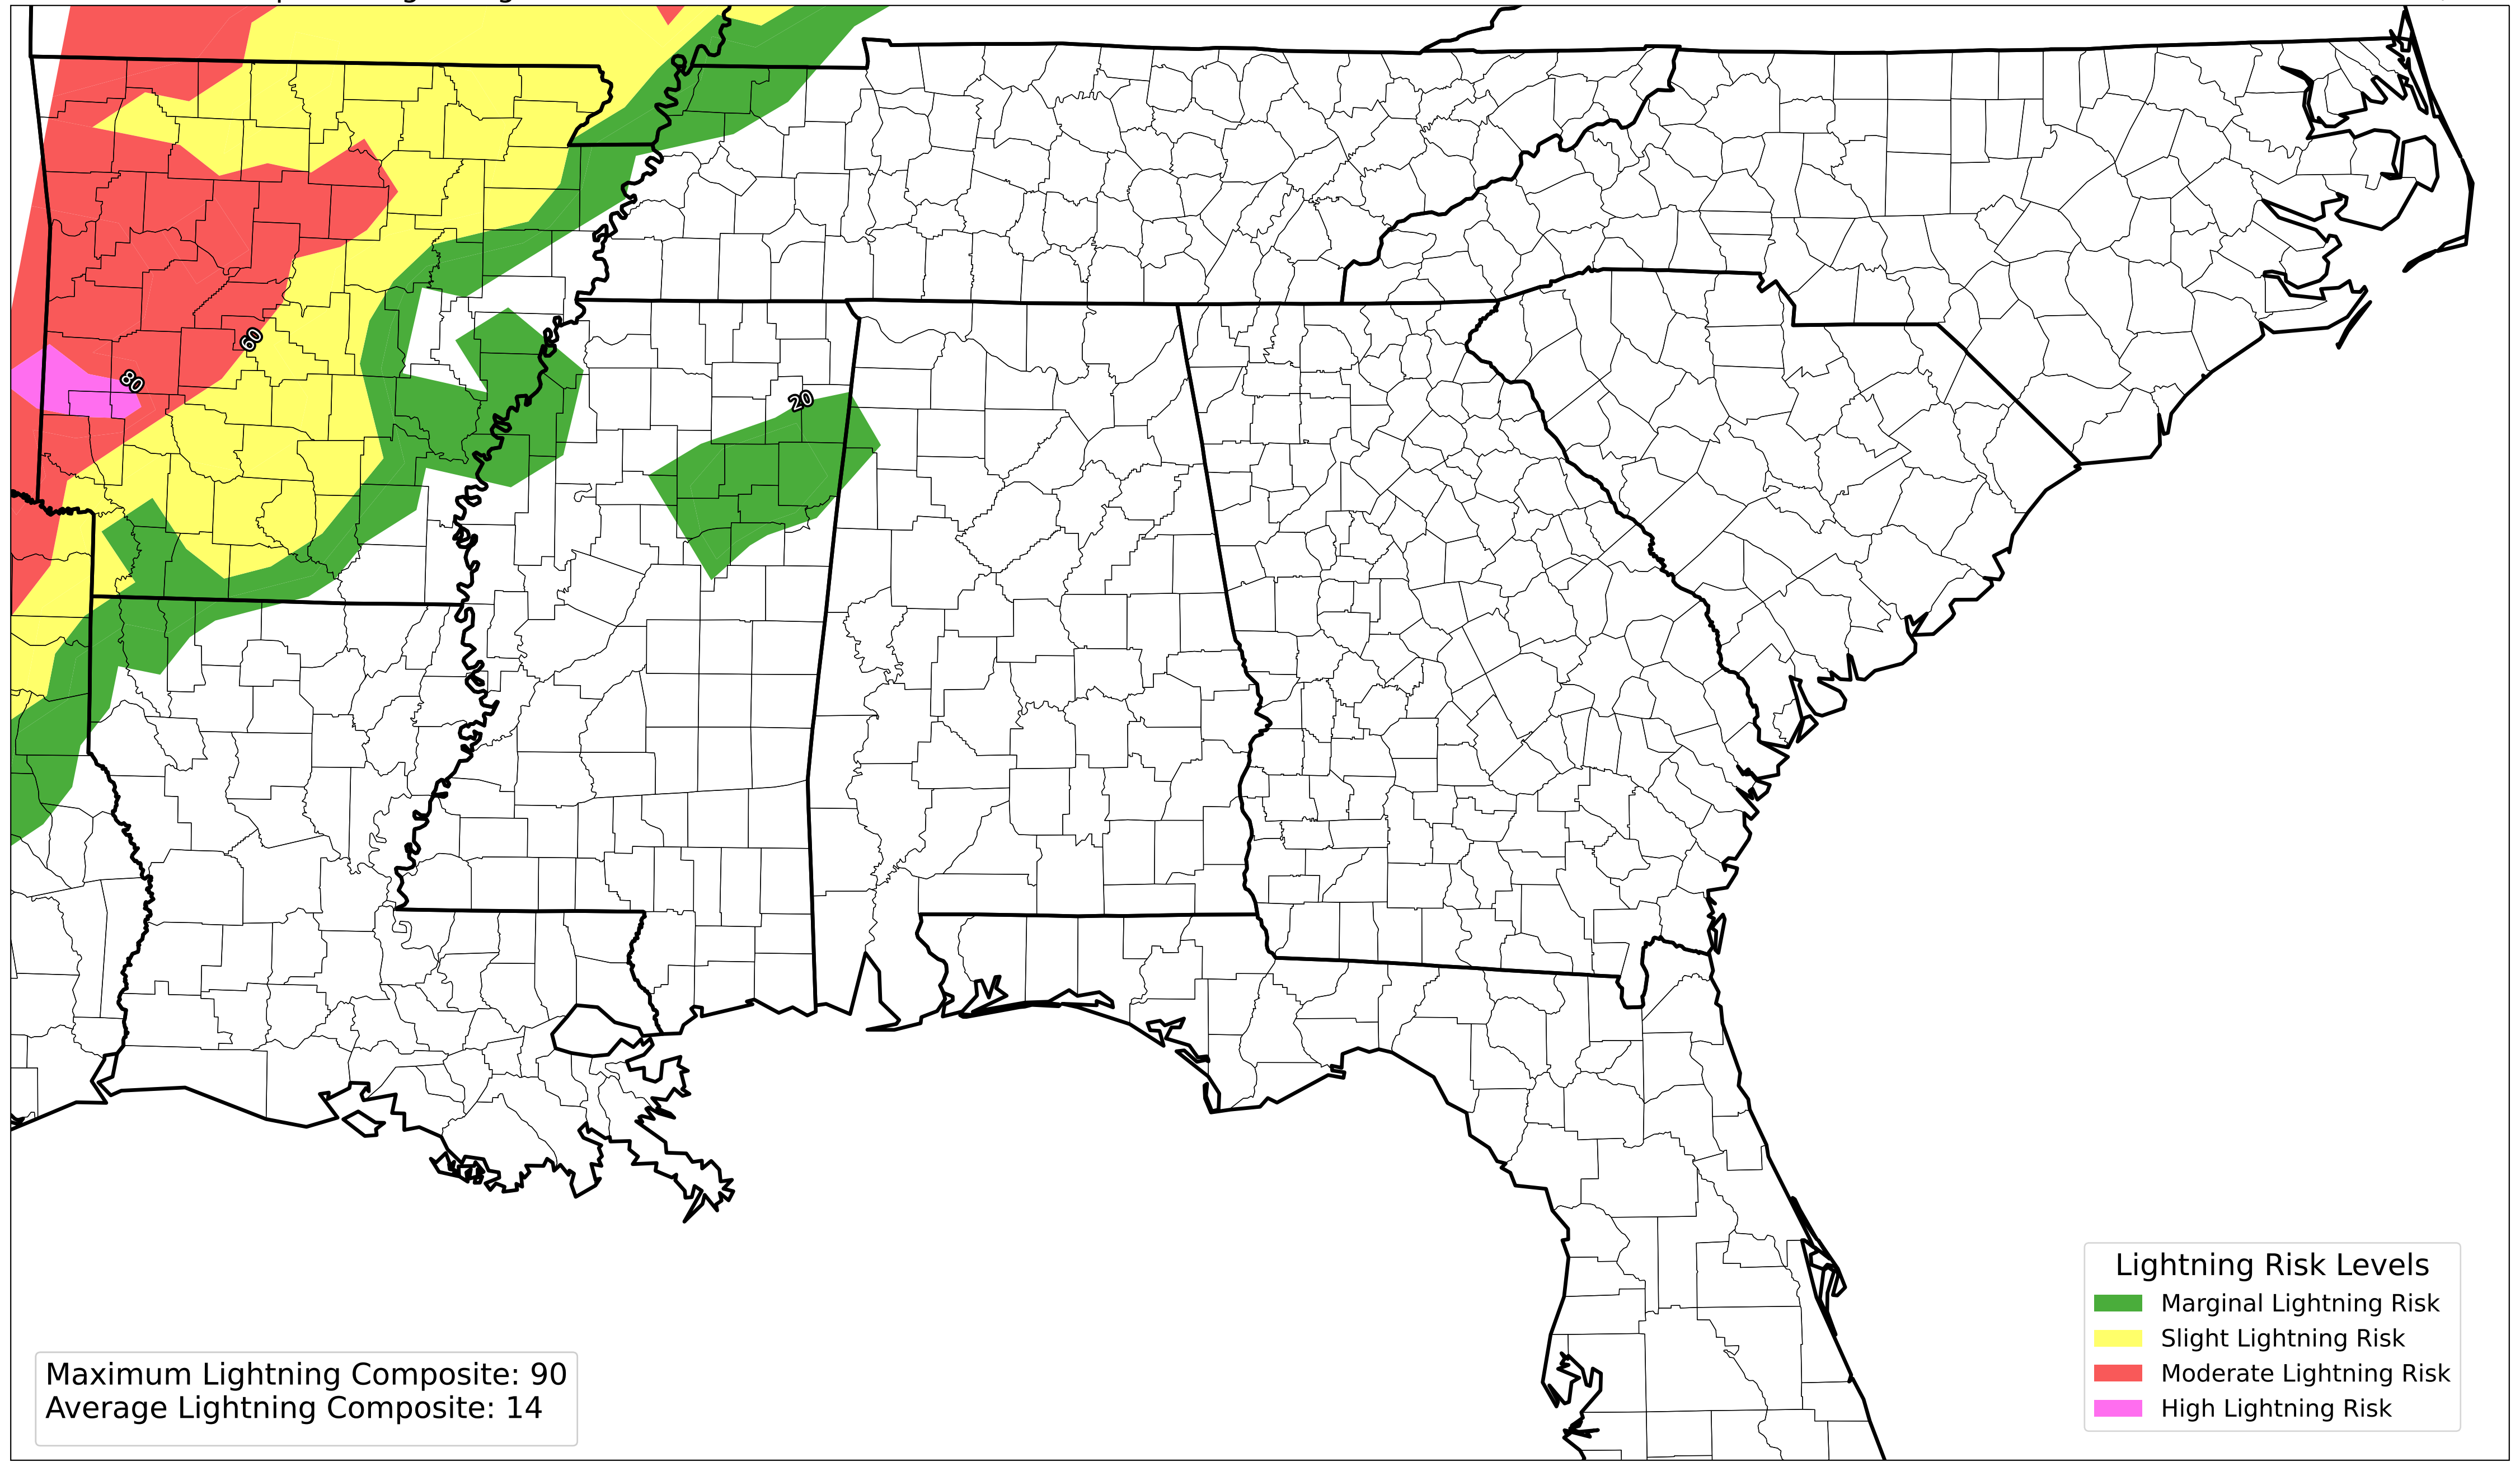 60
80
20
Lightning Risk Levels
Marginal Lightning Risk
Slight Lightning Risk
Moderate Lightning Risk
High Lightning Risk
Maximum Lightning Composite: 90
Average Lightning Composite: 14